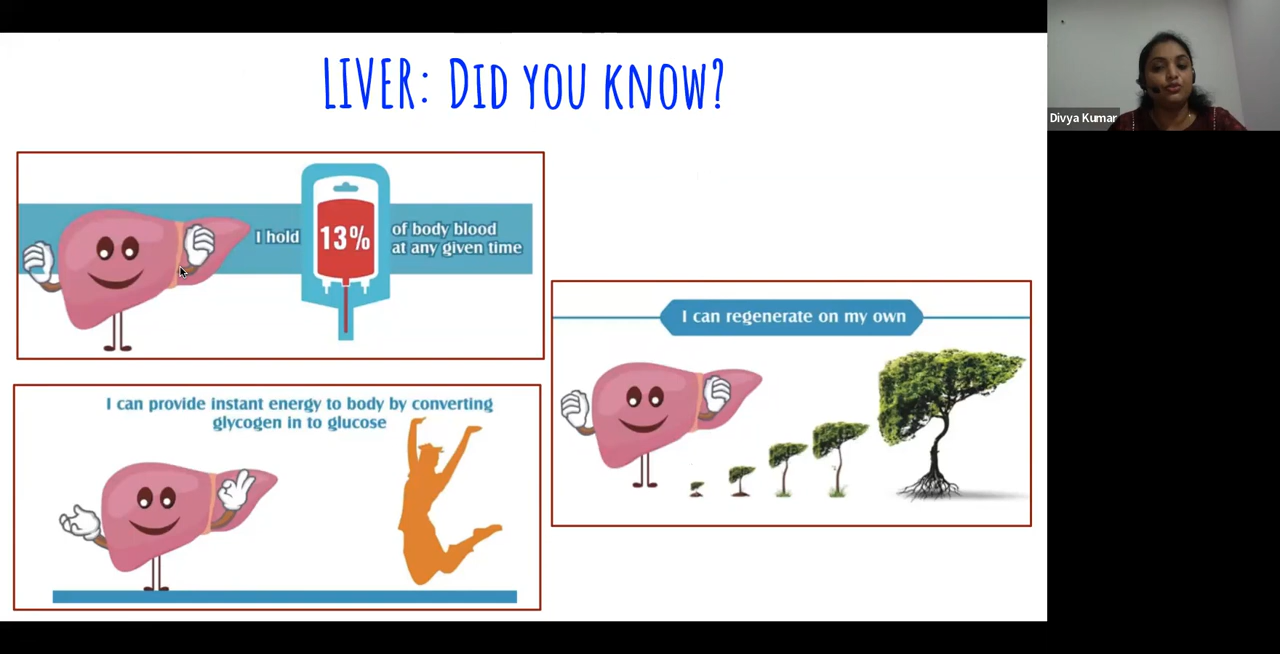 LIVER: DID YOU KNOW?
Divya Kumar
I hold
13%
of body blood
at any given time
I can regenerate on my own
I can provide instant energy to body by converting
glycogen in to glucose